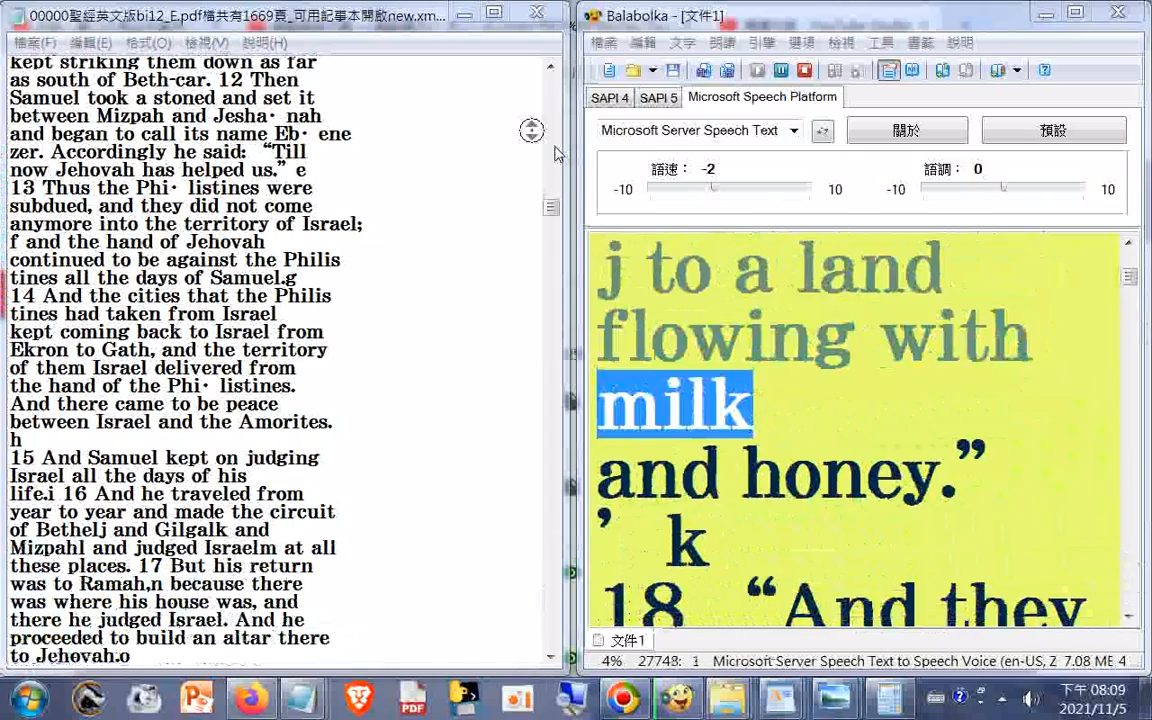 00000聖經英文版bi12_E.pdf檔共有1669頁_可用記事本開啟new.xm...
檔案(F) 編輯(E) 格式(O) 檢視(V) 說明(H)
kept striking them down as far
as south of Beth-car. 12 Then
Samuel took a stoned and set it
between Mizpah and Jesha· nah
and began to call its name Eb· ene
zer. Accordingly he said: “Till
now Jehovah has helped us.” e
13 Thus the Phi· listines were
subdued, and they did not come
anymore into the territory of Israel;
f and the hand of Jehovah
continued to be against the Philis
tines all the days of Samuel.g
14 And the cities that the Philis
tines had taken from Israel
kept coming back to Israel from
Ekron to Gath, and the territory
of them Israel delivered from
the hand of the Phi· listines.
And there came to be peace
between Israel and the Amorites.
h
15 And Samuel kept on judging
Israel all the days of his
life.i 16 And he traveled from
year to year and made the circuit
of Bethelj and Gilgalk and
Mizpahl and judged Israelm at all
these places. 17 But his return
was to Ramah,n because there
was where his house was, and
there he judged Israel. And he
proceeded to build an altar there
to Jehovah.o
Balabolka - [文件1]
檔案 編輯 文字 朗讀 引擎 選項 檢視 工具 書籤 說明
SAPI 4 SAPI 5 Microsoft Speech Platform
Microsoft Server Speech Text 關於 預設
語速: -2 語調: 0
-10 10 -10 10
j to a land
flowing with
milk
and honey.”
’ k
18 “And they
文件1
4% 27748: 1 Microsoft Server Speech Text to Speech Voice (en-US, Z 7.08 MB 4
PDF
下午 08:09
2021/11/5